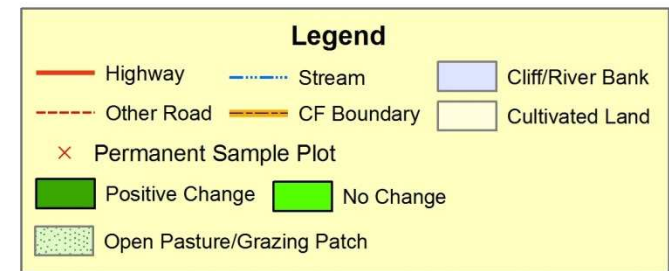 Legend
Highway Stream Cliff/River Bank
Other Road CF Boundary Cultivated Land
Permanent Sample Plot
Positive Change No Change
Open Pasture/Grazing Patch